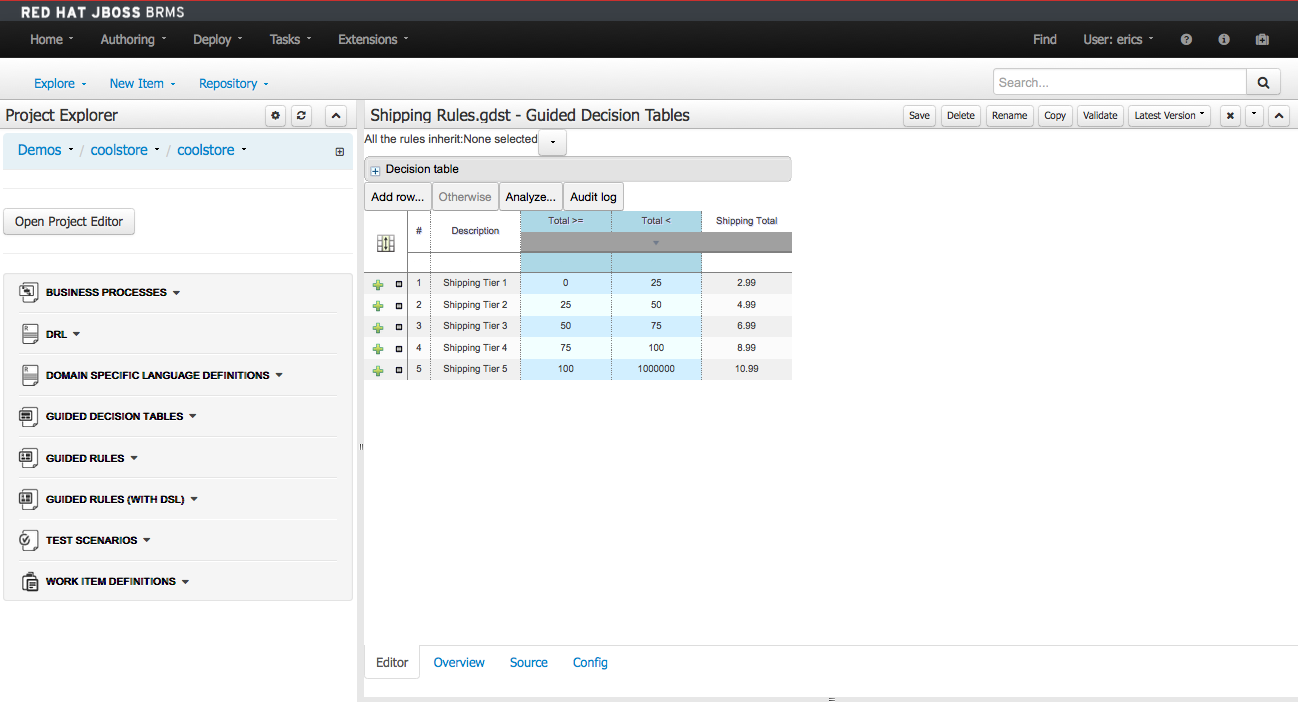 RED HAT JBOSS BRMS
Home Authoring Deploy Tasks Extensions Find User: erics
Explore New Item Repository Search...
Project Explorer
Demos / coolstore / coolstore
Open Project Editor
BUSINESS PROCESSES
DRL
DOMAIN SPECIFIC LANGUAGE DEFINITIONS
GUIDED DECISION TABLES
GUIDED RULES
GUIDED RULES (WITH DSL)
TEST SCENARIOS
WORK ITEM DEFINITIONS
Shipping Rules.gdst - Guided Decision Tables Save Delete Rename Copy Validate Latest Version
All the rules inherit:None selected
Decision table
Add row... Otherwise Analyze... Audit log
# Description Total >= Total < Shipping Total
1 Shipping Tier 1 0 25 2.99
2 Shipping Tier 2 25 50 4.99
3 Shipping Tier 3 50 75 6.99
4 Shipping Tier 4 75 100 8.99
5 Shipping Tier 5 100 1000000 10.99
Editor Overview Source Config